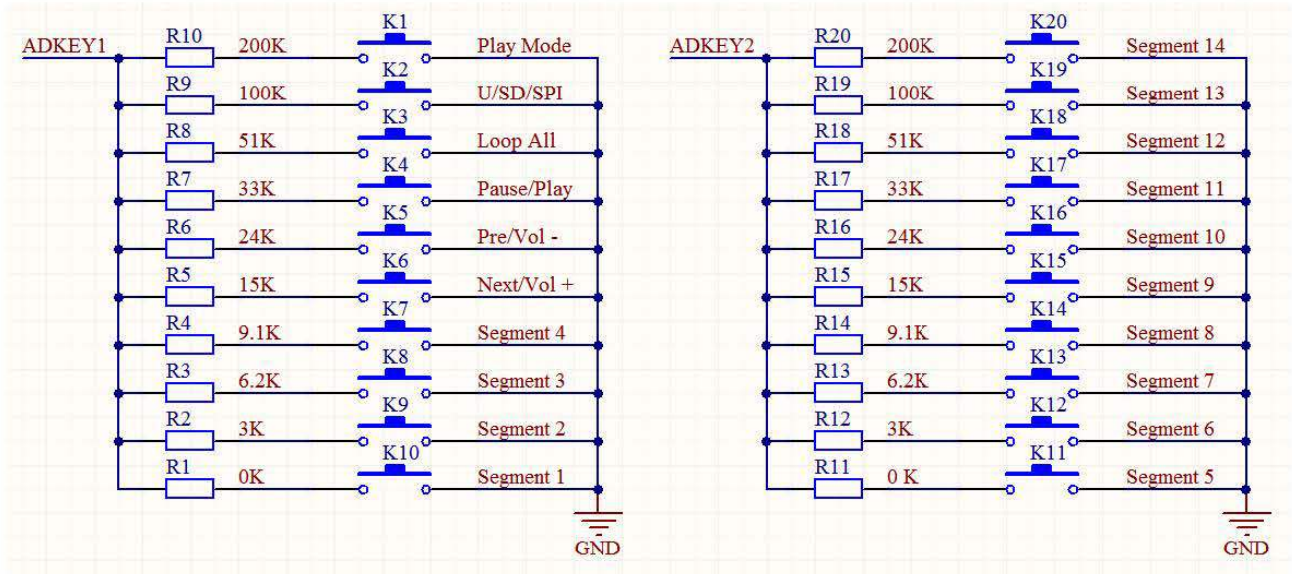 K1
K20
ADKEY1 R10 200K Play Mode
ADKEY2 R20 200K Segment 14
K2
K19
R9 100K U/SD/SPI
R19 100K Segment 13
K3
K18
R8 51K Loop All
R18 51K Segment 12
K4
K17
R7 33K Pause/Play
R17 33K Segment 11
K5
K16
R6 24K Pre/Vol -
R16 24K Segment 10
K6
K15
R5 15K Next/Vol +
R15 15K Segment 9
K7
K14
R4 9.1K Segment 4
R14 9.1K Segment 8
K8
K13
R3 6.2K Segment 3
R13 6.2K Segment 7
K9
K12
R2 3K Segment 2
R12 3K Segment 6
K10
K11
R1 0K Segment 1
R11 0 K Segment 5
GND
GND